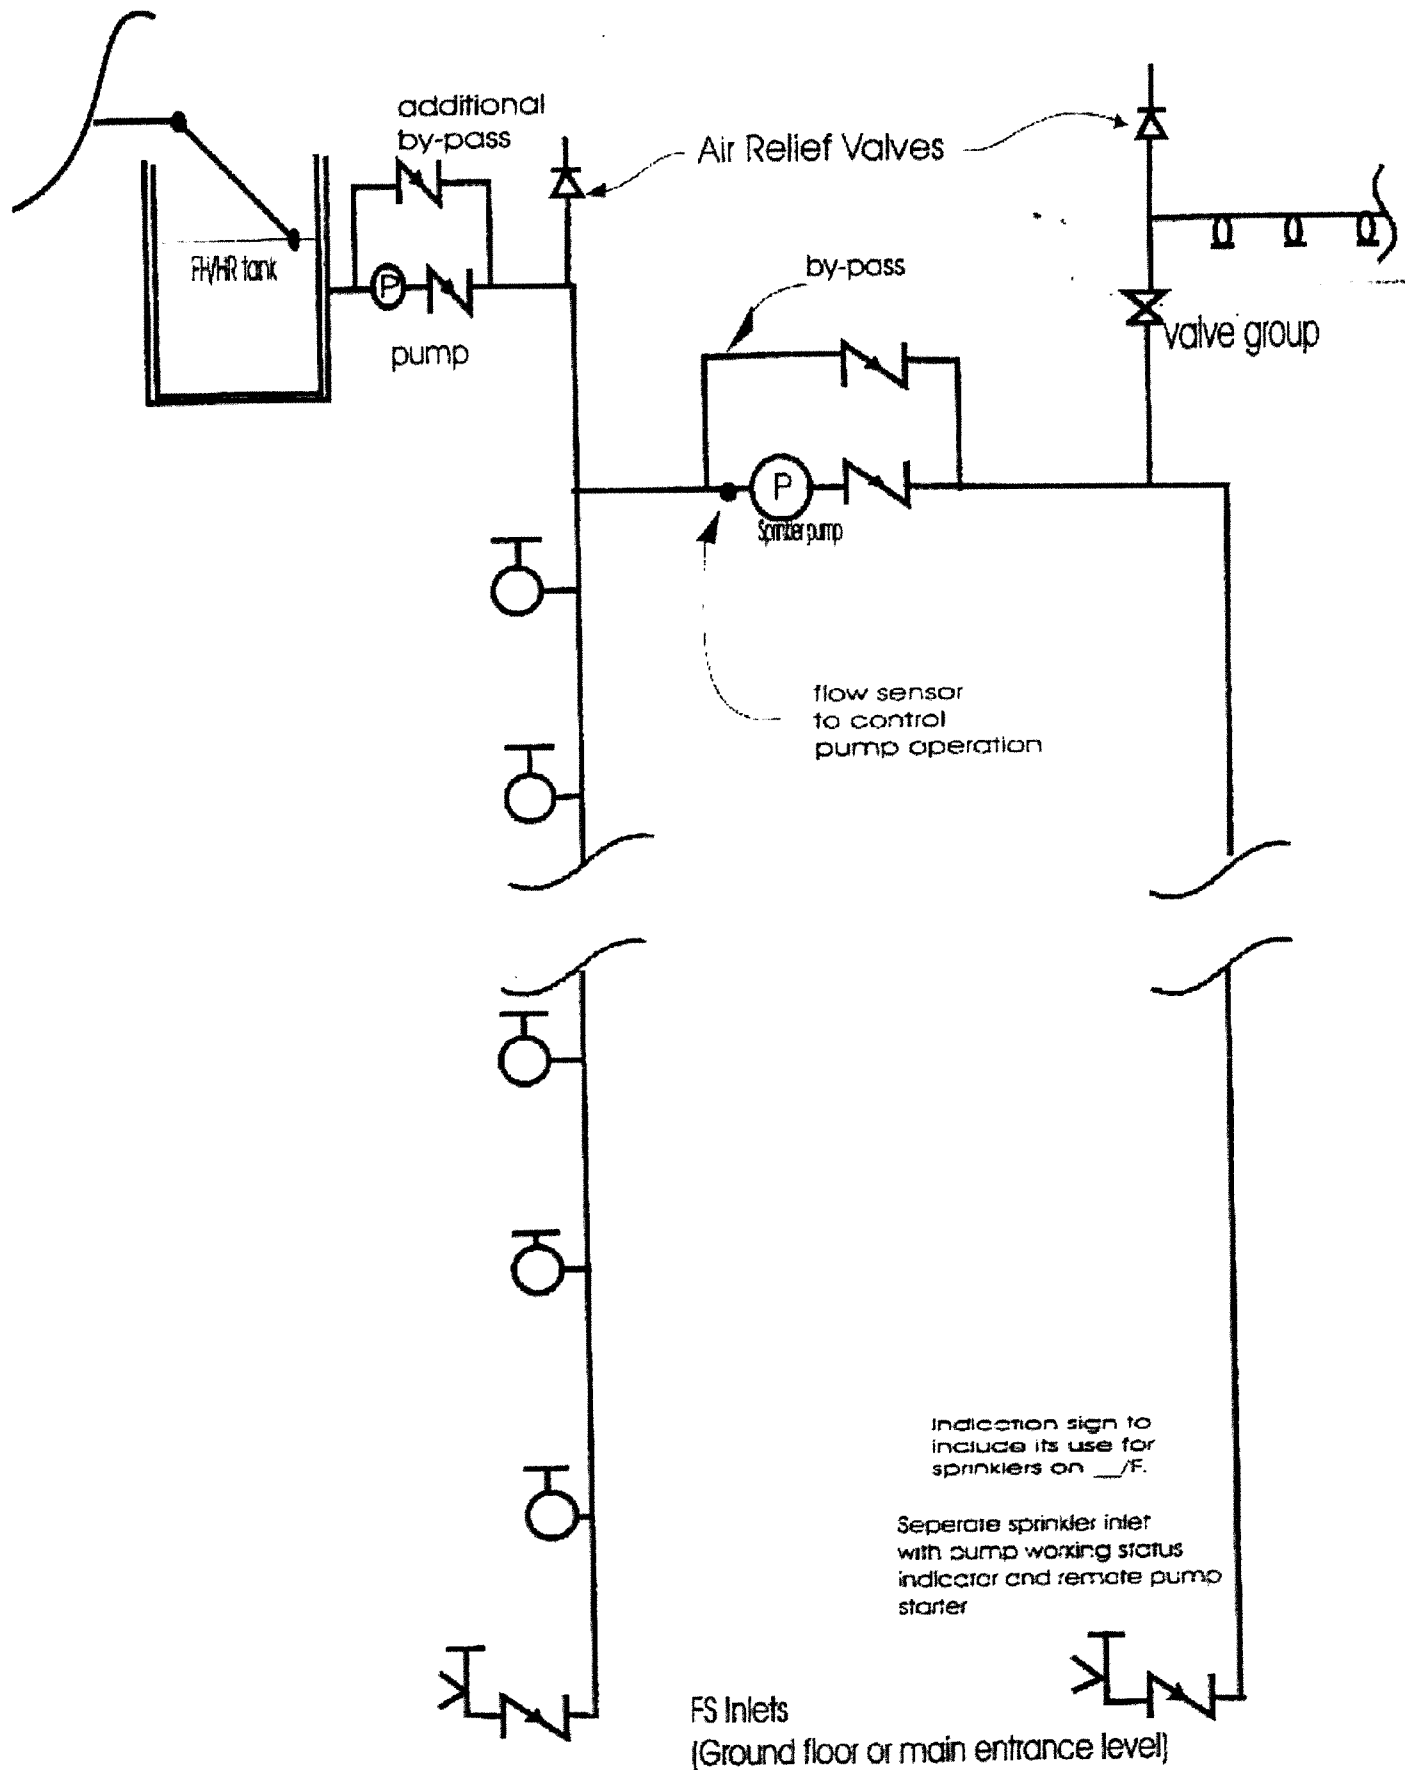 additional
by-pass
Air Relief Valves
FH/HR tank
P
pump
by-pass
valve group
P
Sprinkler pump
flow sensor
to control
pump operation
Indication sign to
include its use for
sprinklers on __/F.
Seperate sprinkler inlet
with pump working status
indicator and remote pump
starter
FS Inlets
(Ground floor or main entrance level)